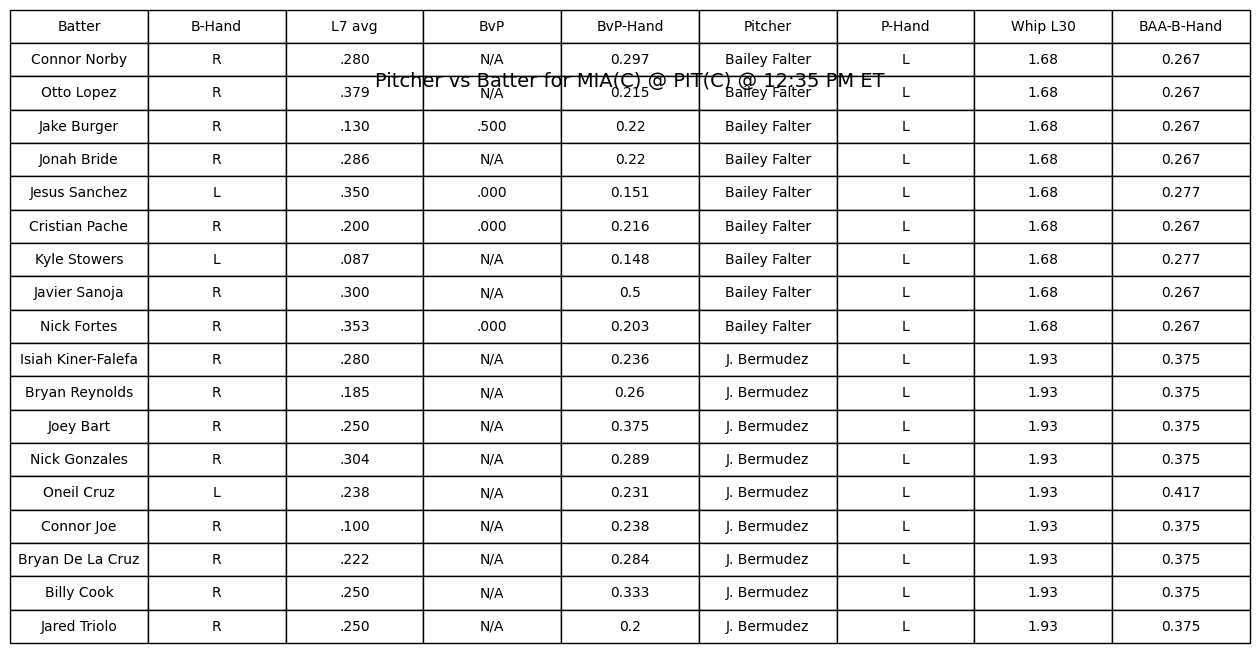 Batter B-Hand L7 avg BvP BvP-Hand Pitcher P-Hand Whip L30 BAA-B-Hand
Connor Norby R .280 N/A 0.297 Bailey Falter L 1.68 0.267
Pitcher vs Batter for MIA(C) @ PIT(C) @ 12:35 PM ET
Otto Lopez R .379 N/A 0.215 Bailey Falter L 1.68 0.267
Jake Burger R .130 .500 0.22 Bailey Falter L 1.68 0.267
Jonah Bride R .286 N/A 0.22 Bailey Falter L 1.68 0.267
Jesus Sanchez L .350 .000 0.151 Bailey Falter L 1.68 0.277
Cristian Pache R .200 .000 0.216 Bailey Falter L 1.68 0.267
Kyle Stowers L .087 N/A 0.148 Bailey Falter L 1.68 0.277
Javier Sanoja R .300 N/A 0.5 Bailey Falter L 1.68 0.267
Nick Fortes R .353 .000 0.203 Bailey Falter L 1.68 0.267
Isiah Kiner-Falefa R .280 N/A 0.236 J. Bermudez L 1.93 0.375
Bryan Reynolds R .185 N/A 0.26 J. Bermudez L 1.93 0.375
Joey Bart R .250 N/A 0.375 J. Bermudez L 1.93 0.375
Nick Gonzales R .304 N/A 0.289 J. Bermudez L 1.93 0.375
Oneil Cruz L .238 N/A 0.231 J. Bermudez L 1.93 0.417
Connor Joe R .100 N/A 0.238 J. Bermudez L 1.93 0.375
Bryan De La Cruz R .222 N/A 0.284 J. Bermudez L 1.93 0.375
Billy Cook R .250 N/A 0.333 J. Bermudez L 1.93 0.375
Jared Triolo R .250 N/A 0.2 J. Bermudez L 1.93 0.375